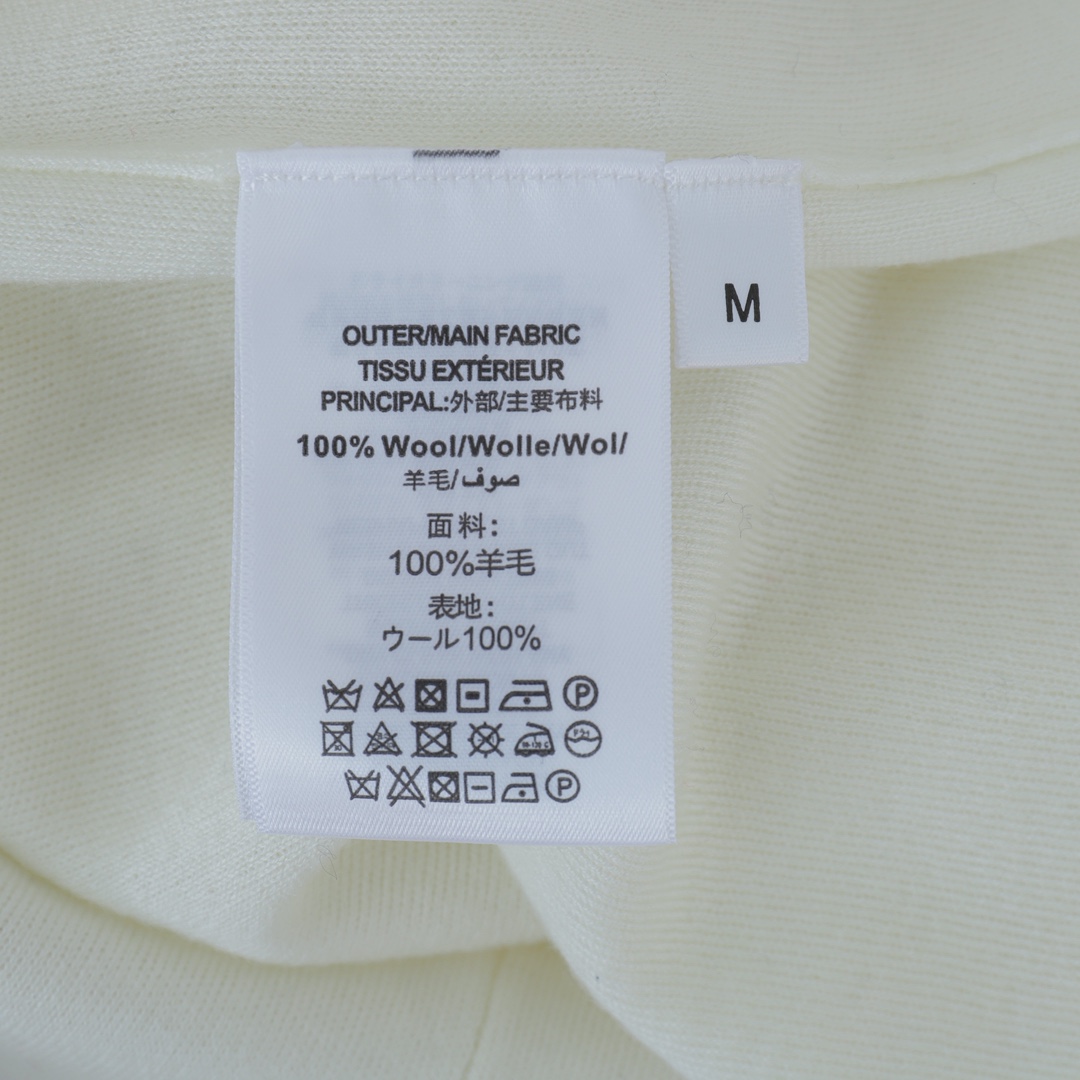 OUTER/MAIN FABRIC
TISSU EXTÉRIEUR
PRINCIPAL:外部/主要布料
100% Wool/Wolle/Wol/
羊毛/صوف
面料:
100%羊毛
表地:
ウール100%
P
P
M